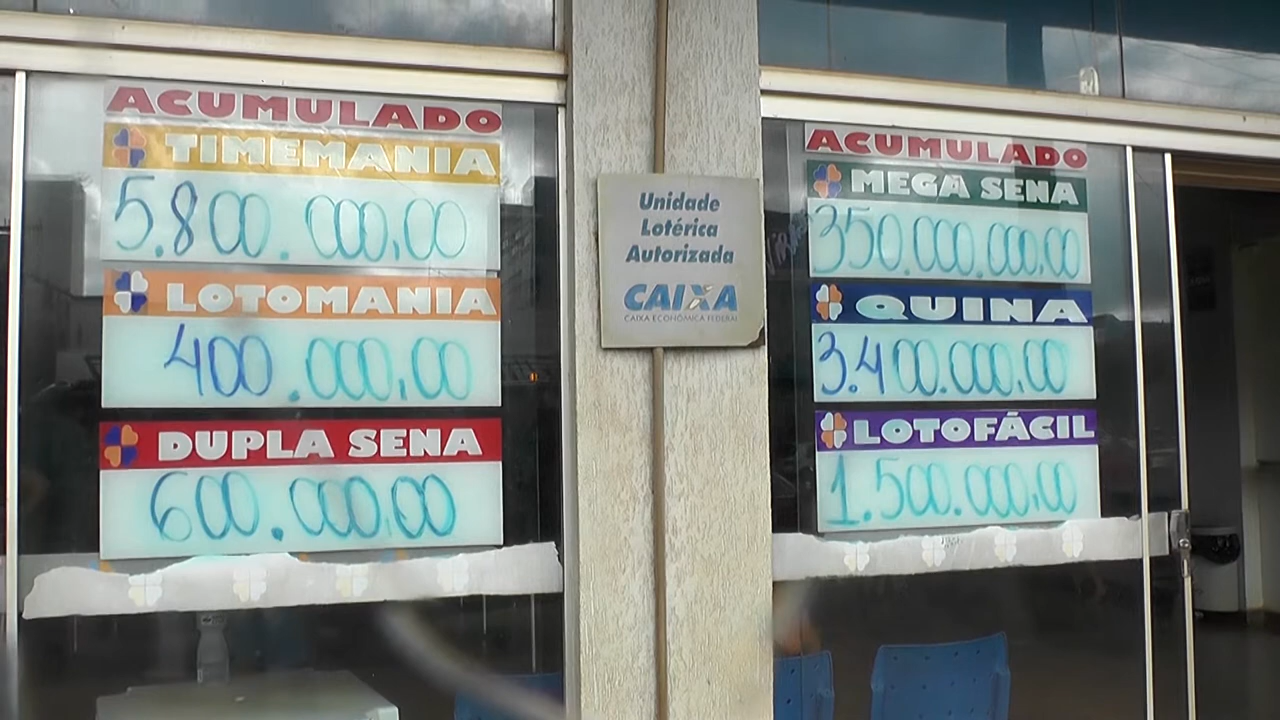 ACUMULADO
TIMEMANIA
5.800.000,00
LOTOMANIA
400.000,00
DUPLA SENA
600.000,00
Unidade
Lotérica
Autorizada
CAIXA
CAIXA ECONÔMICA FEDERAL
ACUMULADO
MEGA SENA
350.000.000,00
QUINA
3.400.000,00
LOTOFÁCIL
1.500.000,00